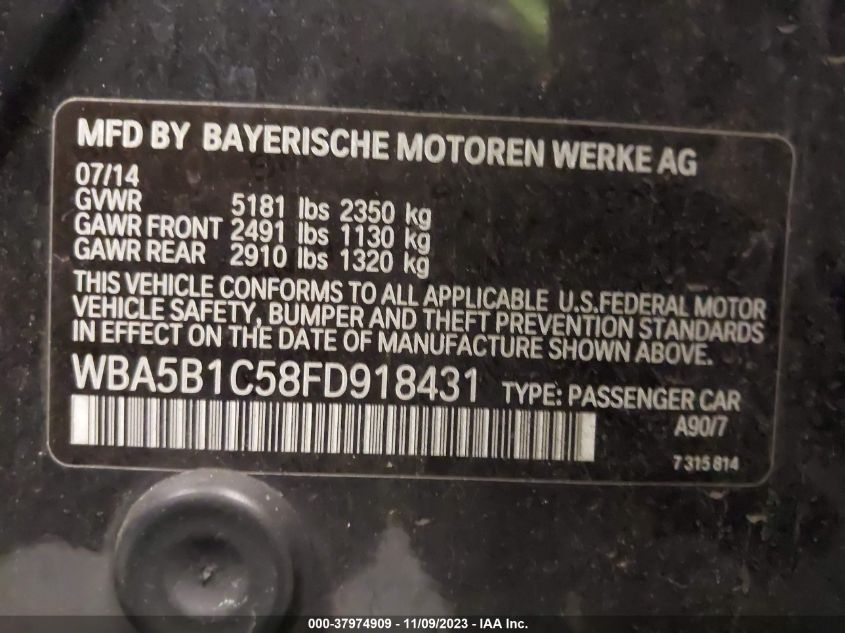 MFD BY BAYERISCHE MOTOREN WERKE AG
07/14
GVWR 5181 lbs 2350 kg
GAWR FRONT 2491 lbs 1130 kg
GAWR REAR 2910 lbs 1320 kg
THIS VEHICLE CONFORMS TO ALL APPLICABLE U.S.FEDERAL MOTOR
VEHICLE SAFETY, BUMPER AND THEFT PREVENTION STANDARDS
IN EFFECT ON THE DATE OF MANUFACTURE SHOWN ABOVE.
WBA5B1C58FD918431 TYPE: PASSENGER CAR
A90/7
7 315 814
000-37974909 - 11/09/2023 - IAA Inc.